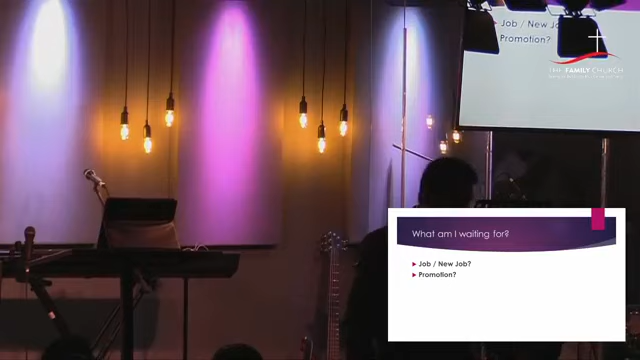 Job / New Jo
Promotion?
THE FAMILY CHURCH
What am I waiting for?
Job / New Job?
Promotion?